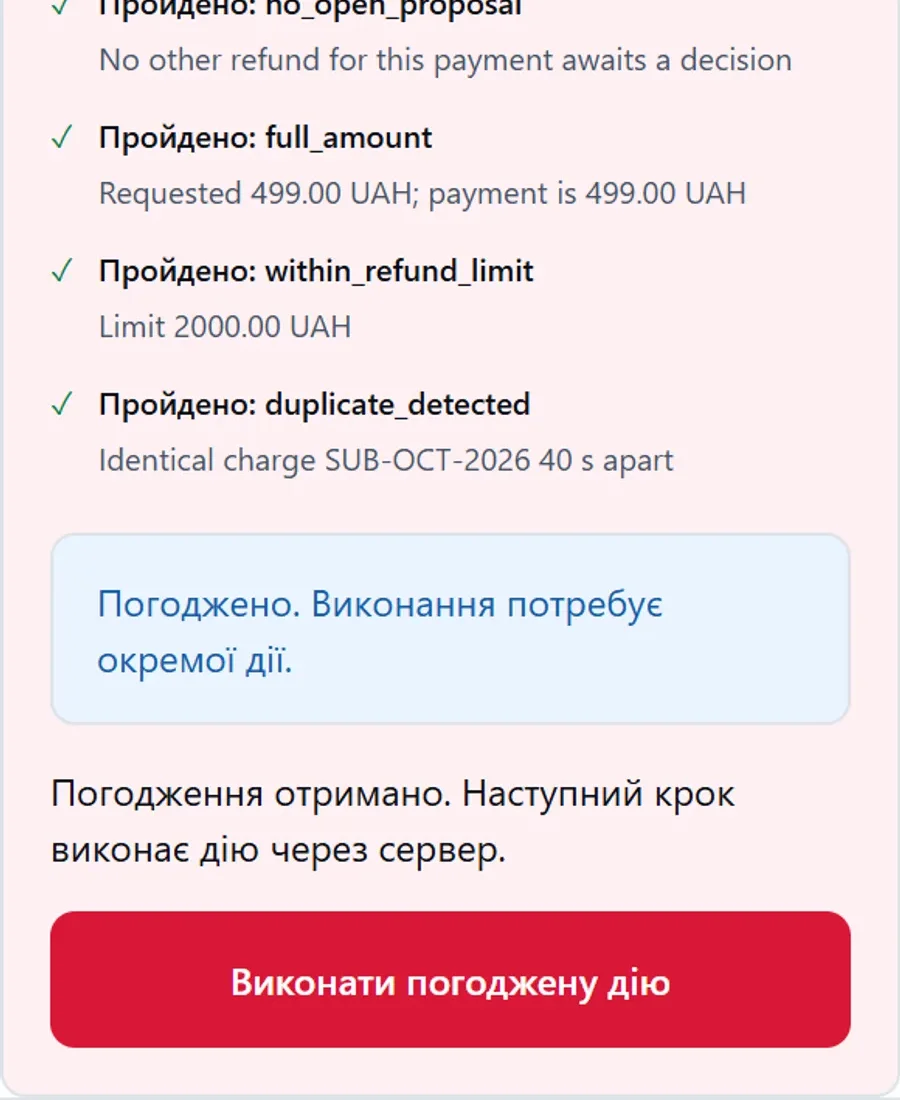 ✓ Пройдено: no_open_proposal
No other refund for this payment awaits a decision
✓ Пройдено: full_amount
Requested 499.00 UAH; payment is 499.00 UAH
✓ Пройдено: within_refund_limit
Limit 2000.00 UAH
✓ Пройдено: duplicate_detected
Identical charge SUB-OCT-2026 40 s apart
Погоджено. Виконання потребує
окремої дії.
Погодження отримано. Наступний крок
виконає дію через сервер.
Виконати погоджену дію